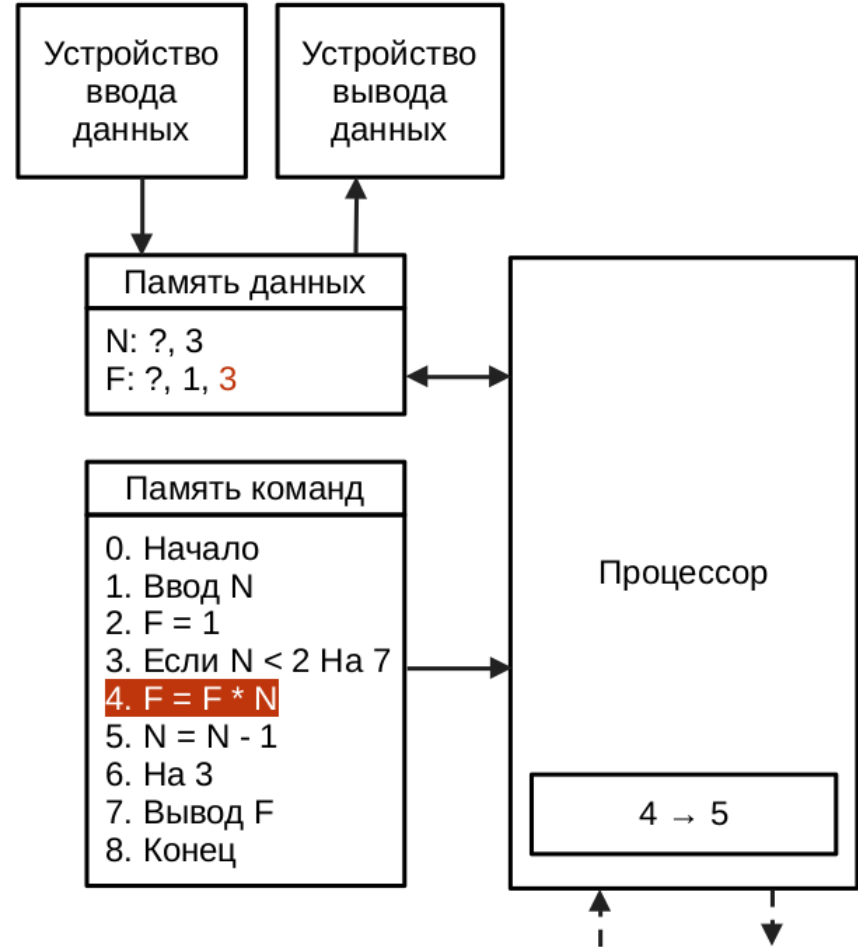 Устройство
ввода
данных
Устройство
вывода
данных
Память данных
N: ?, 3
F: ?, 1, 3
Память команд
0. Начало
1. Ввод N
2. F = 1
3. Если N < 2 На 7
4. F = F * N
5. N = N - 1
6. На 3
7. Вывод F
8. Конец
Процессор
4 → 5